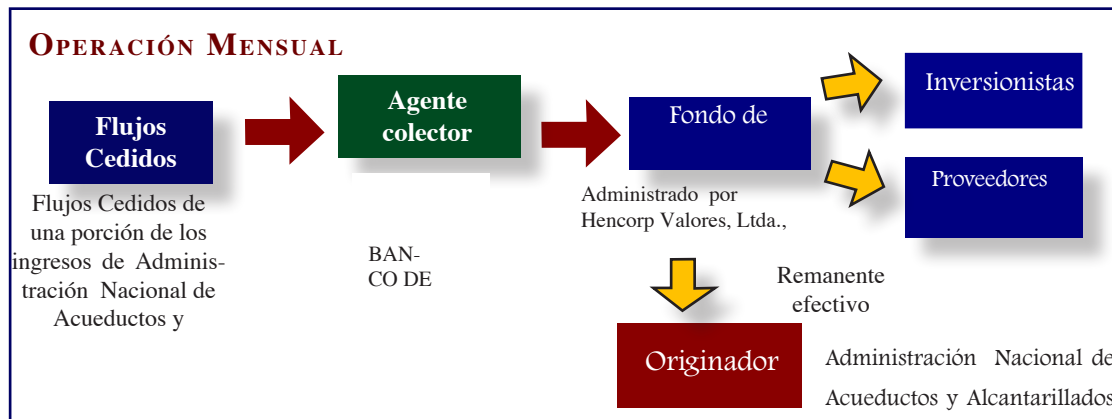 OPERACIÓN MENSUAL
Flujos
Cedidos
Flujos Cedidos de
una porción de los
ingresos de Adminis-
tración Nacional de
Acueductos y
Agente
colector
BAN-
CO DE
Fondo de
Administrado por
Hencorp Valores, Ltda.,
Inversionistas
Proveedores
Remanente
efectivo
Originador
Administración Nacional de
Acueductos y Alcantarillados